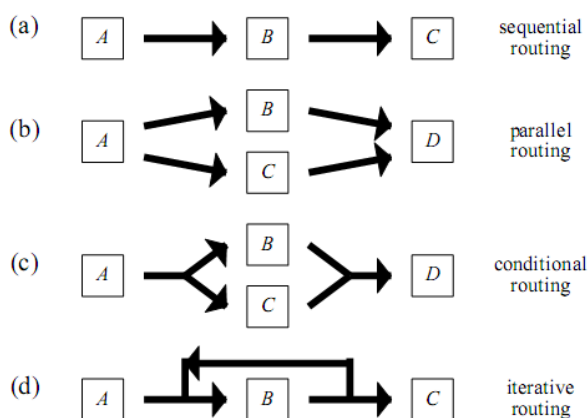 (a) A B C sequential
routing
B
(b) A D parallel
routing
C
B
(c) A D conditional
routing
C
(d) A B C iterative
routing